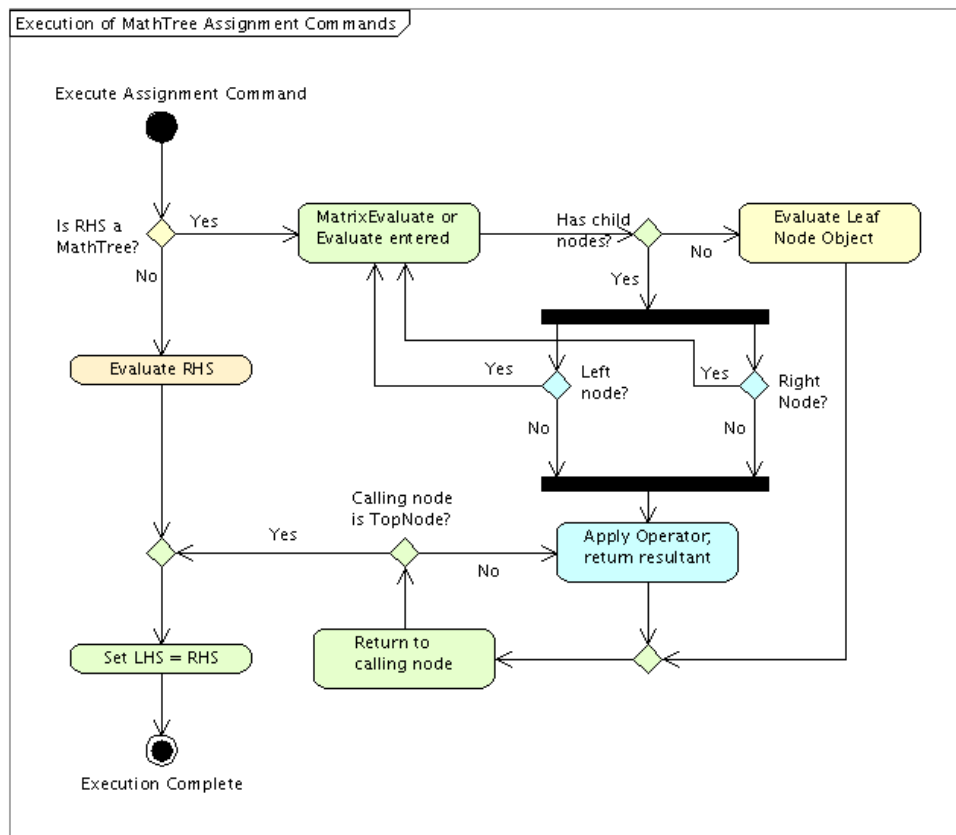 Execution of MathTree Assignment Commands
Execute Assignment Command
Is RHS a
MathTree?
Yes
No
MatrixEvaluate or
Evaluate entered
Has child
nodes?
No
Yes
Evaluate Leaf
Node Object
Evaluate RHS
Yes
Left
node?
No
Yes
Right
Node?
No
Calling node
is TopNode?
Yes
No
Apply Operator;
return resultant
Return to
calling node
Set LHS = RHS
Execution Complete